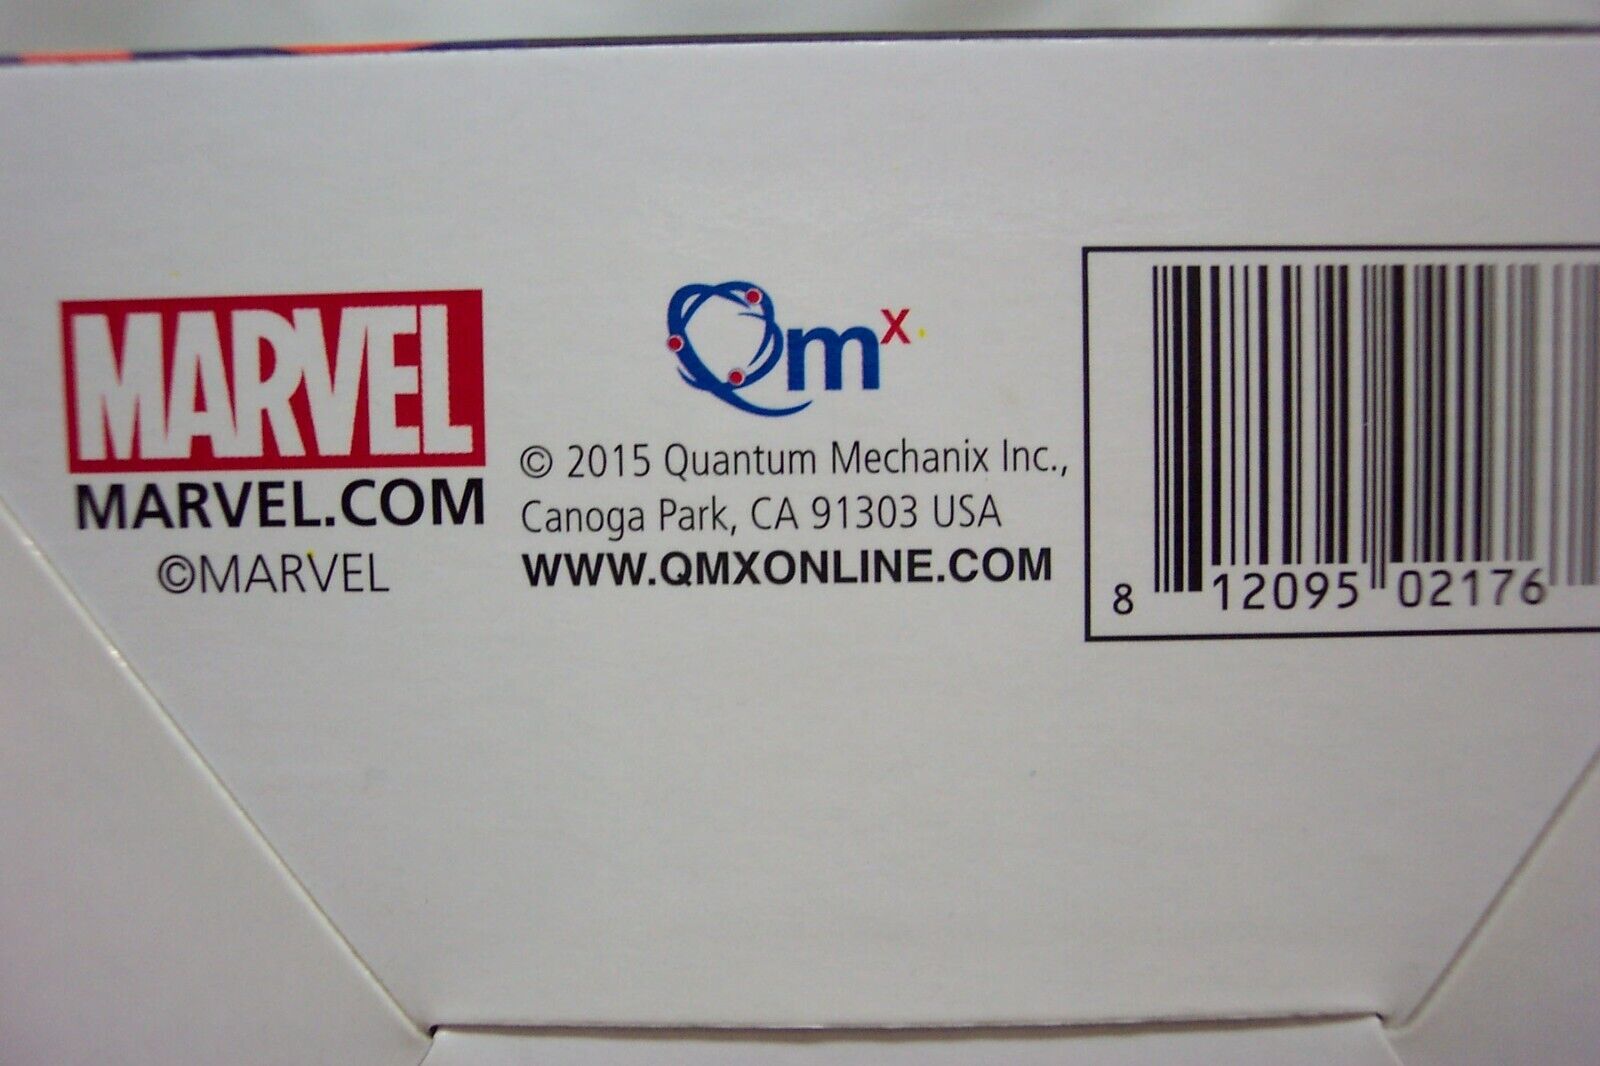 MARVEL
MARVEL.COM
©MARVEL
Qmx
© 2015 Quantum Mechanix Inc.,
Canoga Park, CA 91303 USA
WWW.QMXONLINE.COM
8 12095 02176